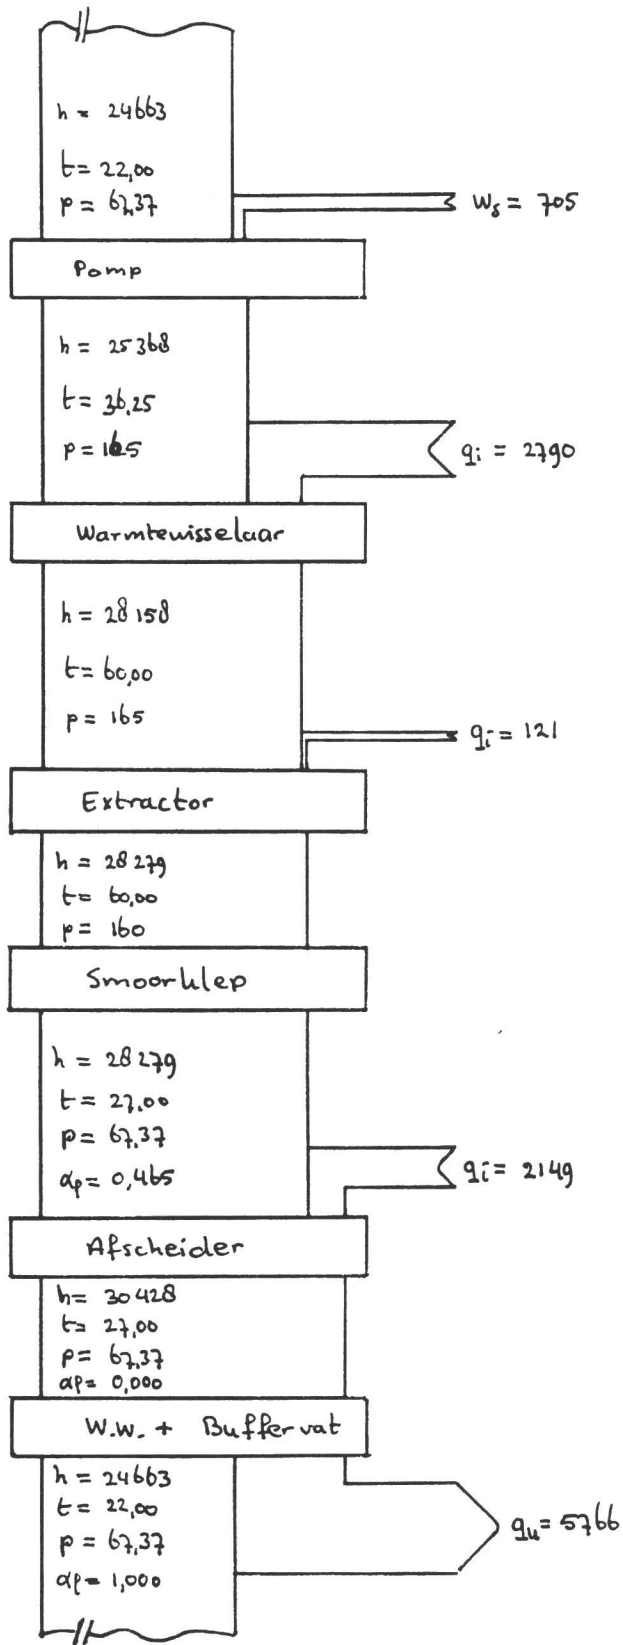 h = 24663
t = 22,00
p = 67,37
ws = 705
Pomp
h = 25368
t = 36,25
p = 165
qi = 2790
Warmtewisselaar
h = 28158
t = 60,00
p = 165
qi = 121
Extractor
h = 28279
t = 60,00
p = 160
Smoorklep
h = 28279
t = 27,00
p = 67,37
αp = 0,465
qi = 2149
Afscheider
h = 30428
t = 27,00
p = 67,37
αp = 0,000
W.W. + Buffervat
h = 24663
t = 22,00
p = 67,37
αp = 1,000
qu = 5766